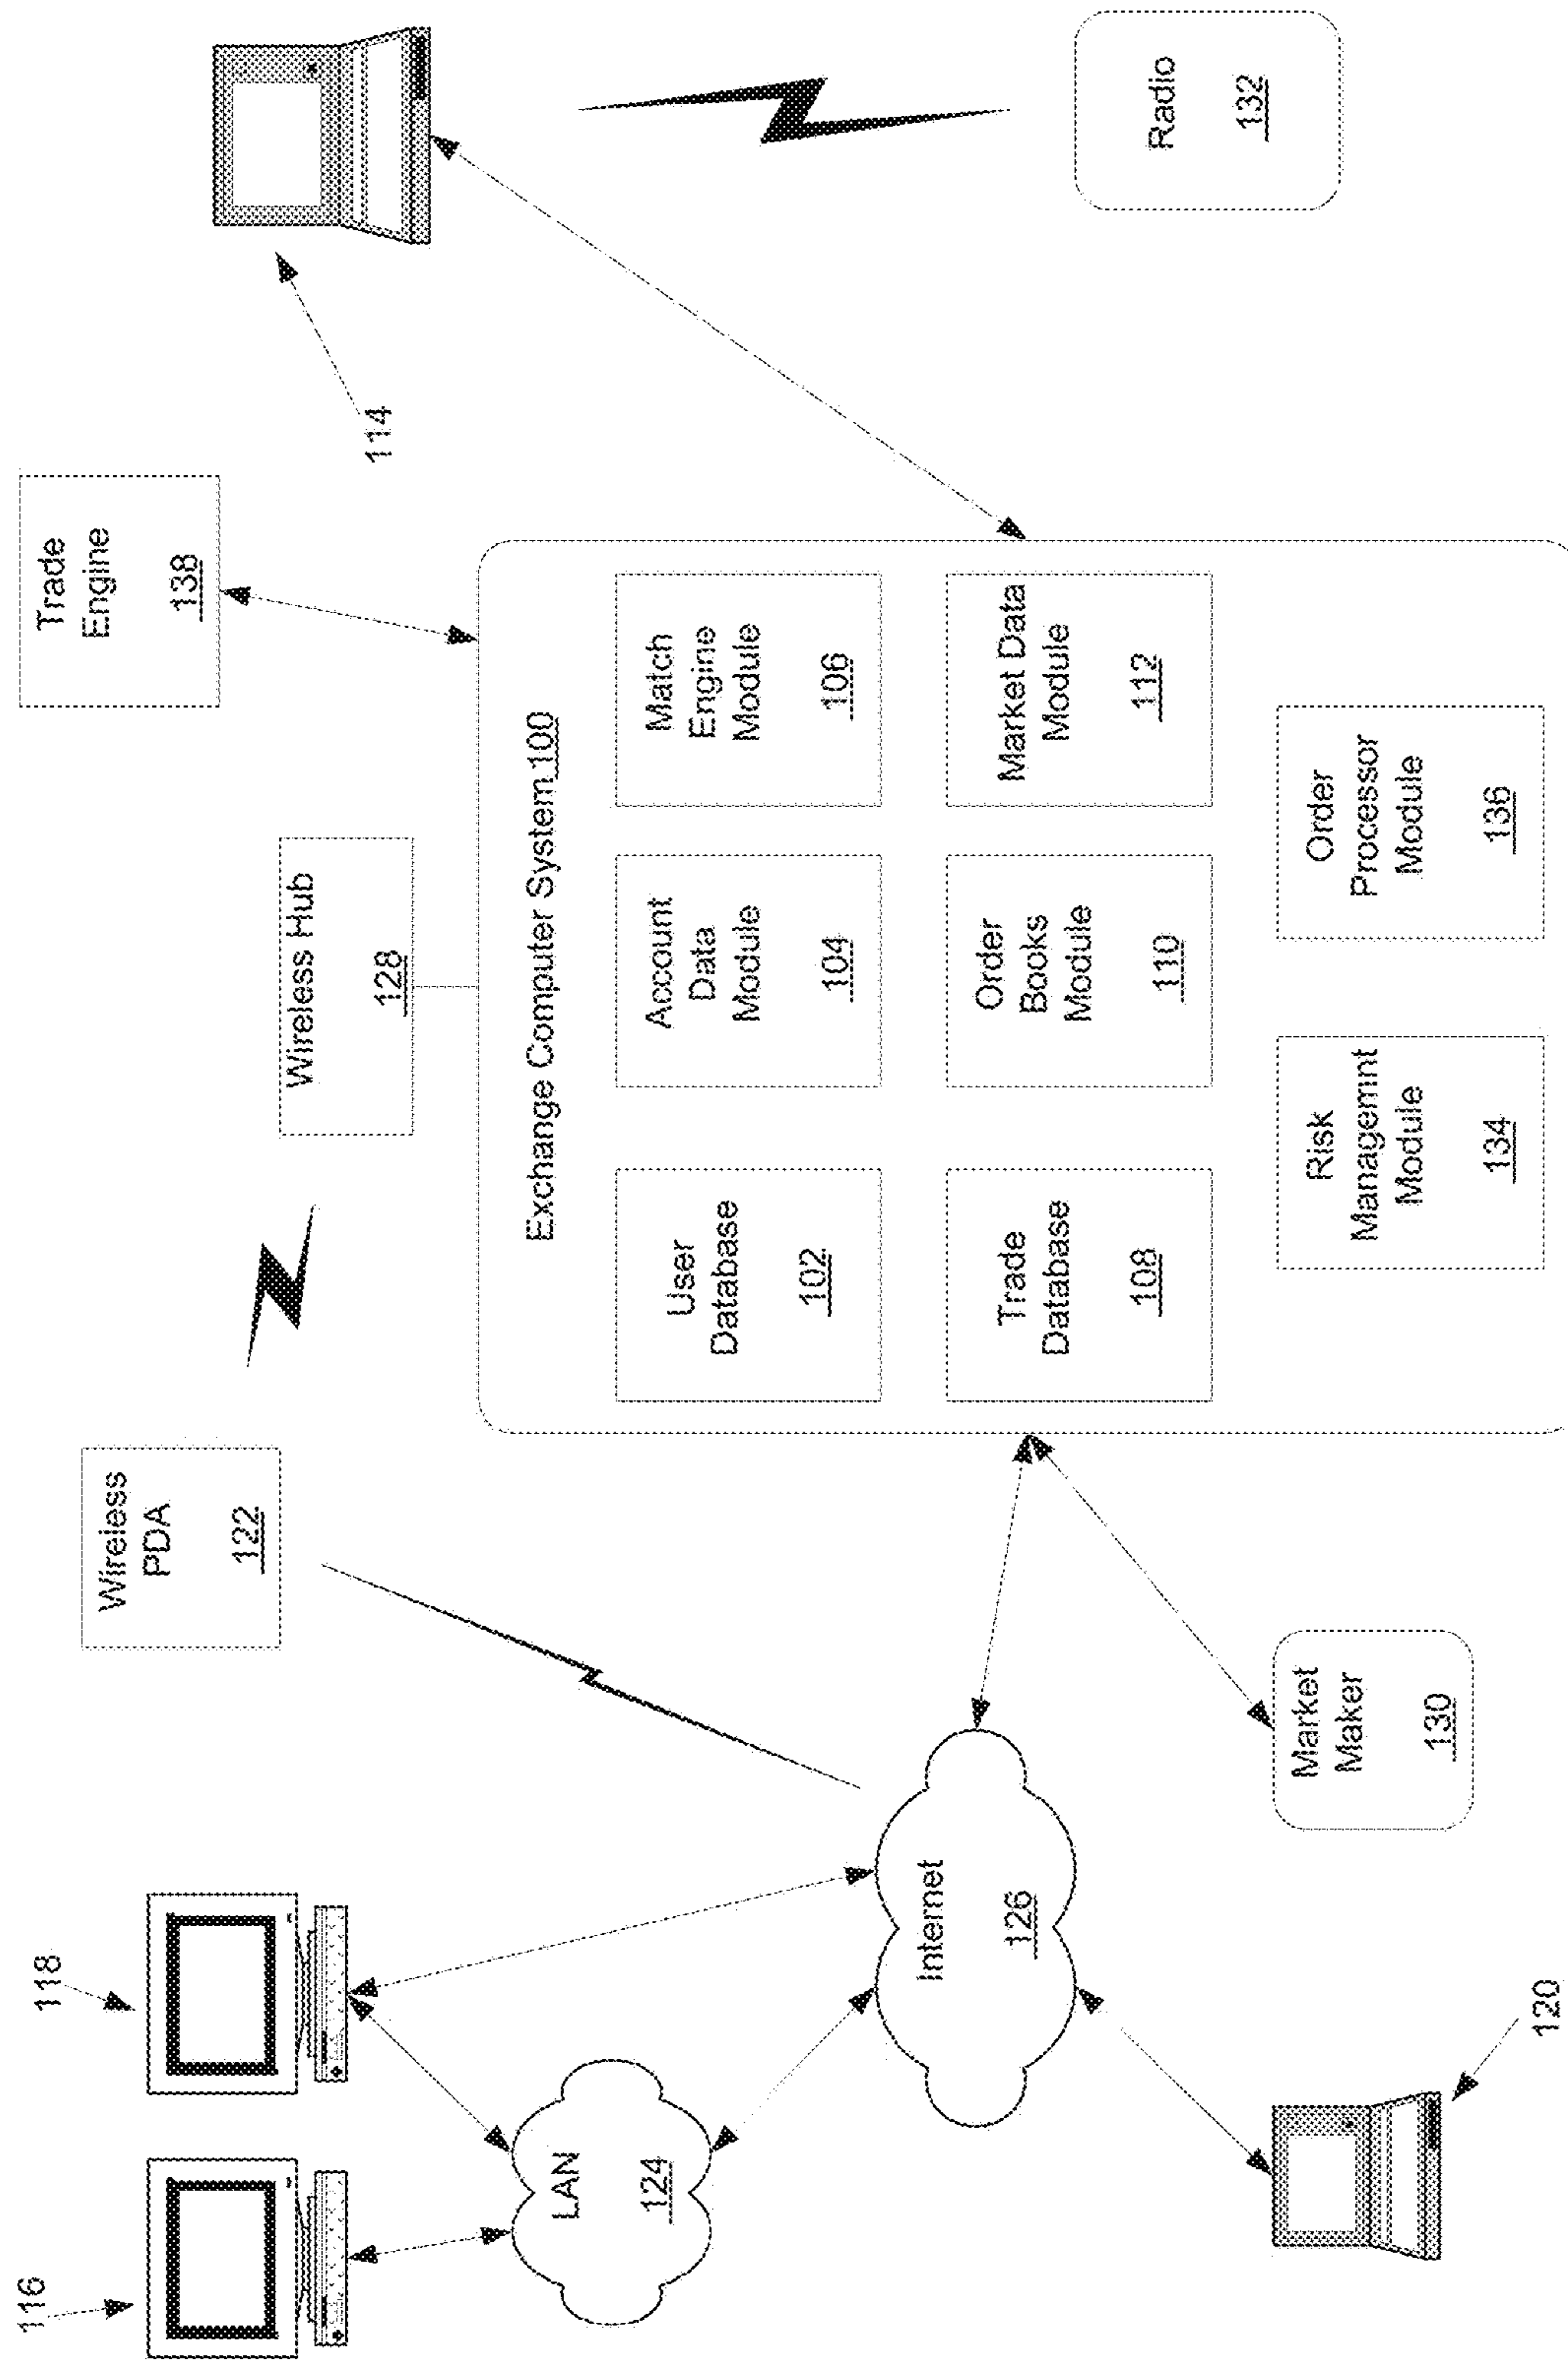 116
118
Wireless
PDA
122
Wireless Hub
128
Trade
Engine
138
114
LAN
124
Internet
126
Exchange Computer System 100
User
Database
102
Account
Data
Module
104
Match
Engine
Module
106
Trade
Database
108
Order
Books
Module
110
Market Data
Module
112
Risk
Managemnt
Module
134
Order
Processor
Module
136
120
Market
Maker
130
Radio
132